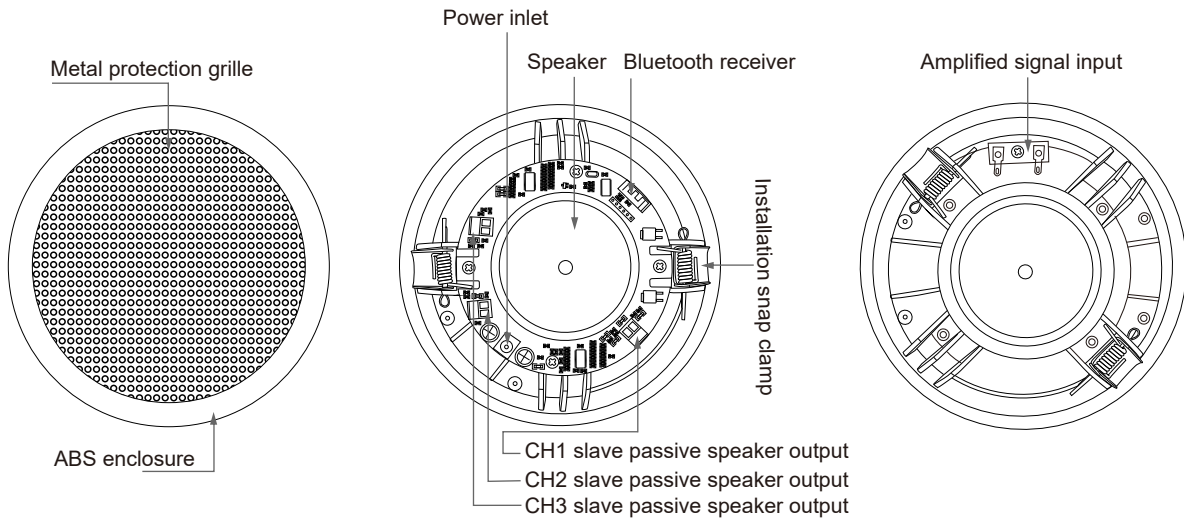 Power inlet
Metal protection grille
Speaker
Bluetooth receiver
Amplified signal input
Installation snap clamp
ABS enclosure
CH1 slave passive speaker output
CH2 slave passive speaker output
CH3 slave passive speaker output